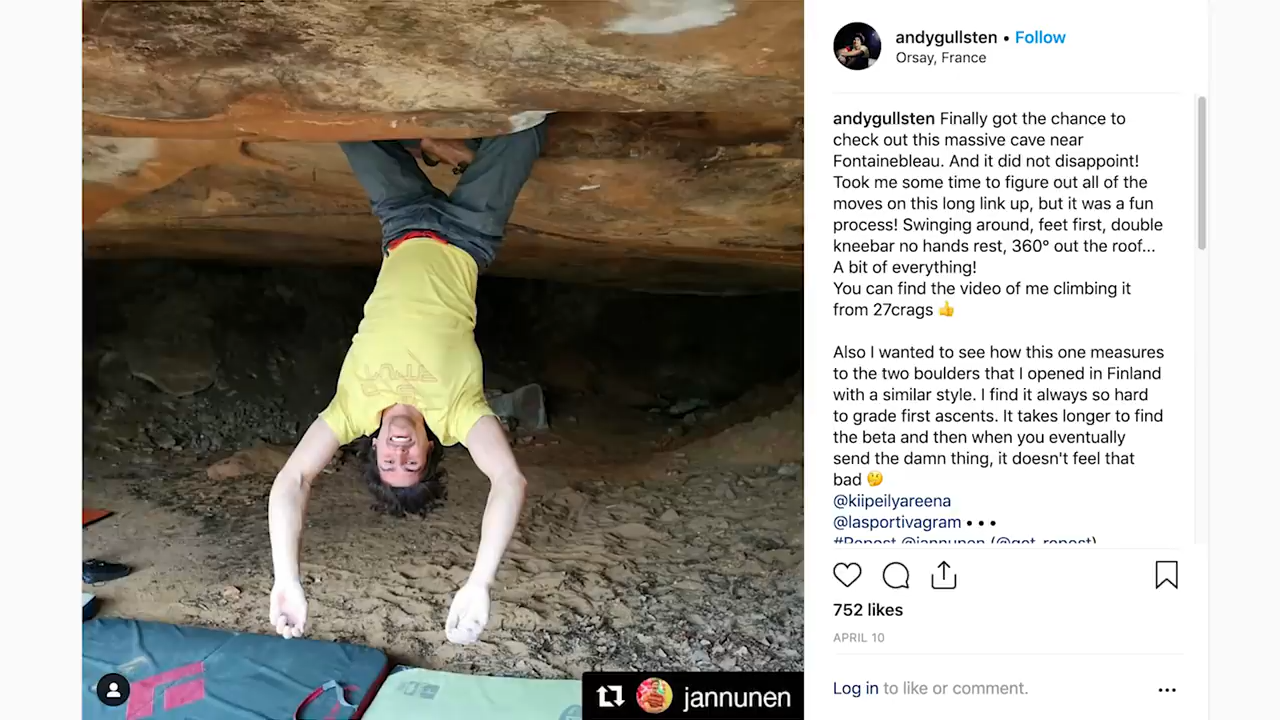 andygullsten • Follow
Orsay, France
andygullsten Finally got the chance to
check out this massive cave near
Fontainebleau. And it did not disappoint!
Took me some time to figure out all of the
moves on this long link up, but it was a fun
process! Swinging around, feet first, double
kneebar no hands rest, 360° out the roof...
A bit of everything!
You can find the video of me climbing it
from 27crags 👍
Also I wanted to see how this one measures
to the two boulders that I opened in Finland
with a similar style. I find it always so hard
to grade first ascents. It takes longer to find
the beta and then when you eventually
send the damn thing, it doesn't feel that
bad 🤔
@kiipeilyareena
@lasportivagram • • •
#Repost @jannunen (@get_repost)
752 likes
APRIL 10
Log in to like or comment.
jannunen